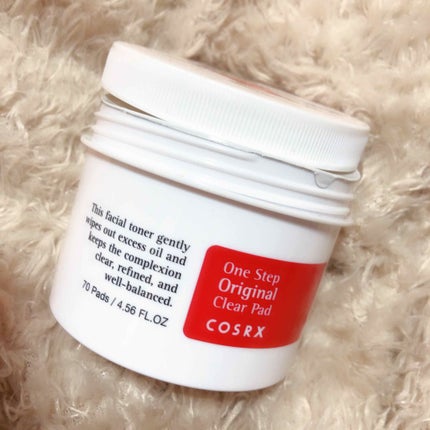 This facial toner gently
wipes out excess oil and
keeps the complexion
clear, refined, and
well-balanced.
70 Pads / 4.56 FL.OZ
One Step
Original
Clear Pad
COSRX